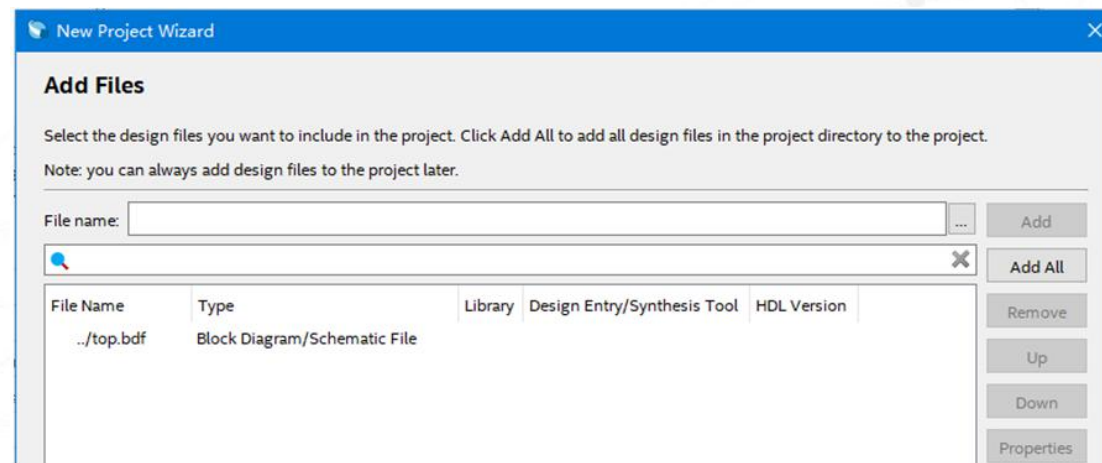 New Project Wizard
Add Files
Select the design files you want to include in the project. Click Add All to add all design files in the project directory to the project.
Note: you can always add design files to the project later.
File name: ... Add
Add All
File Name Type Library Design Entry/Synthesis Tool HDL Version
Remove
../top.bdf Block Diagram/Schematic File
Up
Down
Properties